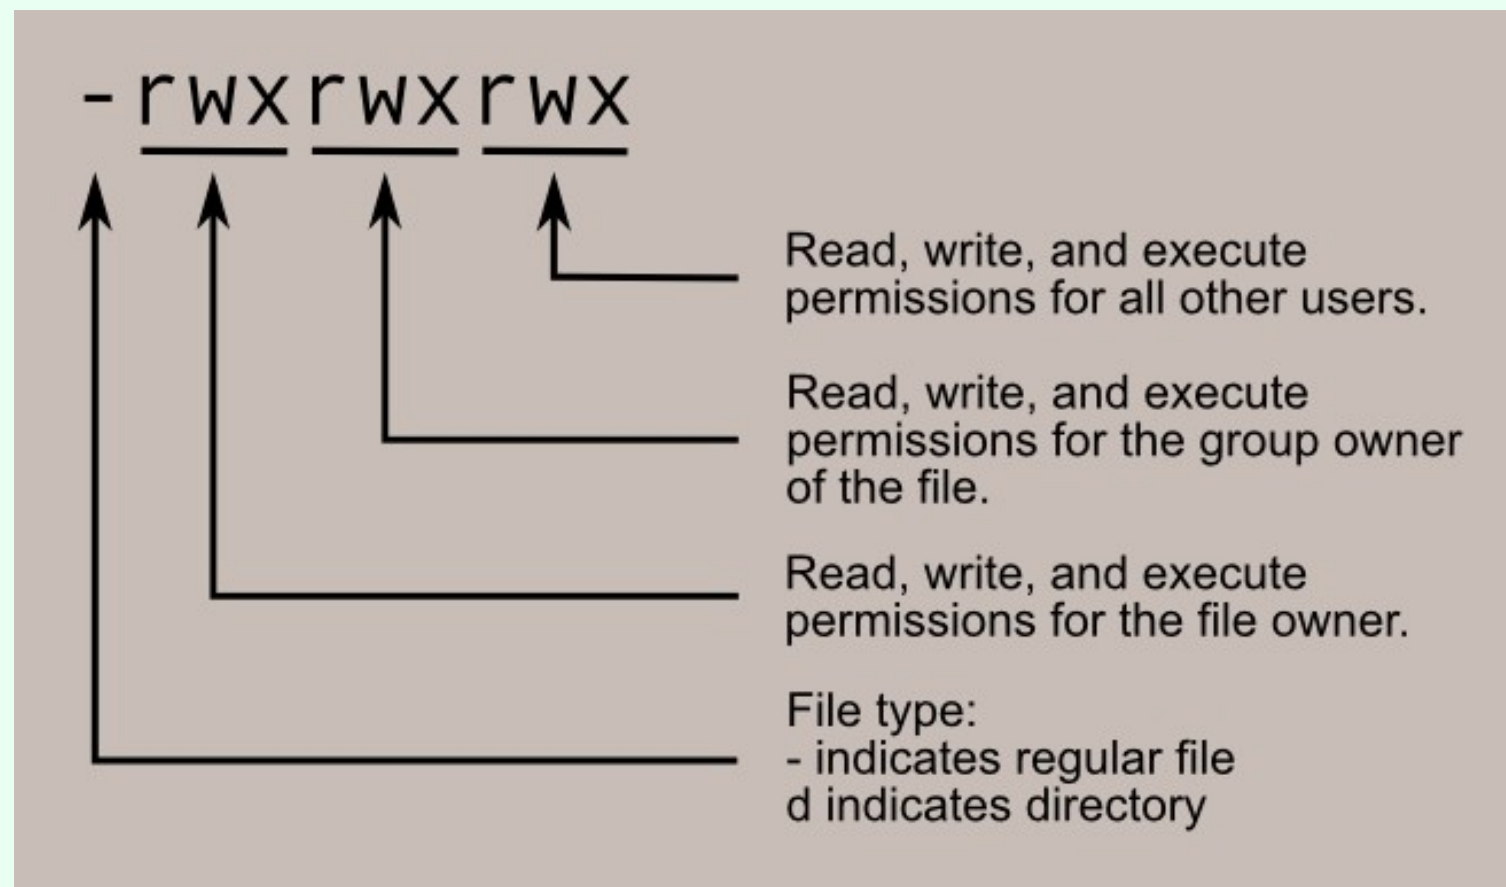 -rwxrwxrwx
Read, write, and execute
permissions for all other users.
Read, write, and execute
permissions for the group owner
of the file.
Read, write, and execute
permissions for the file owner.
File type:
- indicates regular file
d indicates directory